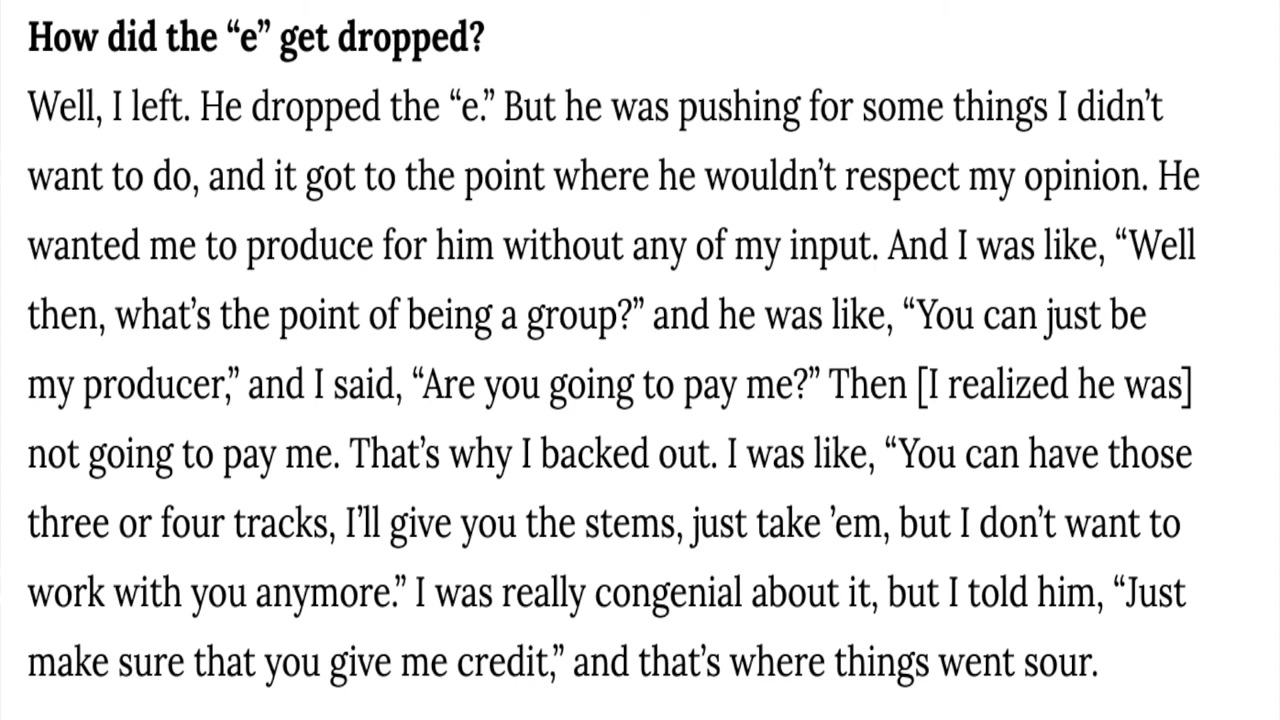 How did the “e” get dropped?
Well, I left. He dropped the “e.” But he was pushing for some things I didn’t
want to do, and it got to the point where he wouldn’t respect my opinion. He
wanted me to produce for him without any of my input. And I was like, “Well
then, what’s the point of being a group?” and he was like, “You can just be
my producer,” and I said, “Are you going to pay me?” Then [I realized he was]
not going to pay me. That’s why I backed out. I was like, “You can have those
three or four tracks, I’ll give you the stems, just take ’em, but I don’t want to
work with you anymore.” I was really congenial about it, but I told him, “Just
make sure that you give me credit,” and that’s where things went sour.